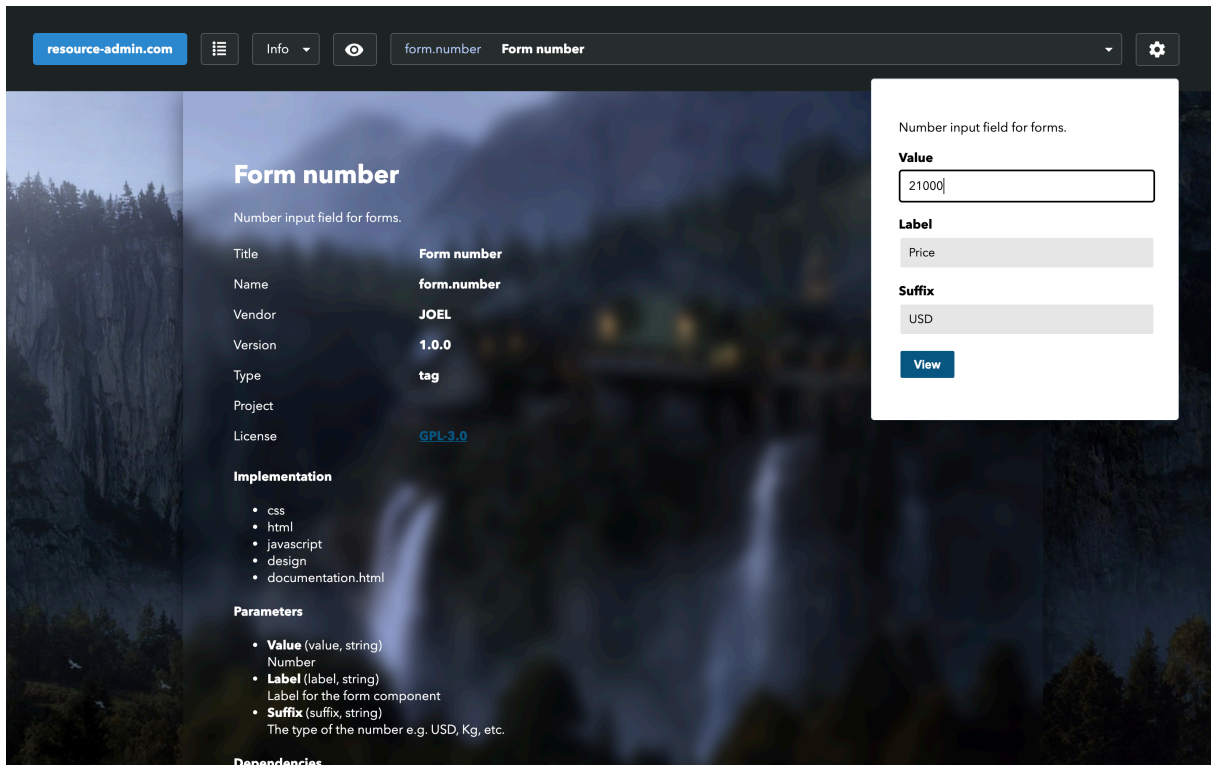 resource-admin.com
Info
form.number Form number
Number input field for forms.
Value
21000
Label
Price
Suffix
USD
View
Form number
Number input field for forms.
Title Form number
Name form.number
Vendor JOEL
Version 1.0.0
Type tag
Project
License GPL-3.0
Implementation
• css
• html
• javascript
• design
• documentation.html
Parameters
• Value (value, string)
Number
• Label (label, string)
Label for the form component
• Suffix (suffix, string)
The type of the number e.g. USD, Kg, etc.
Dependencies